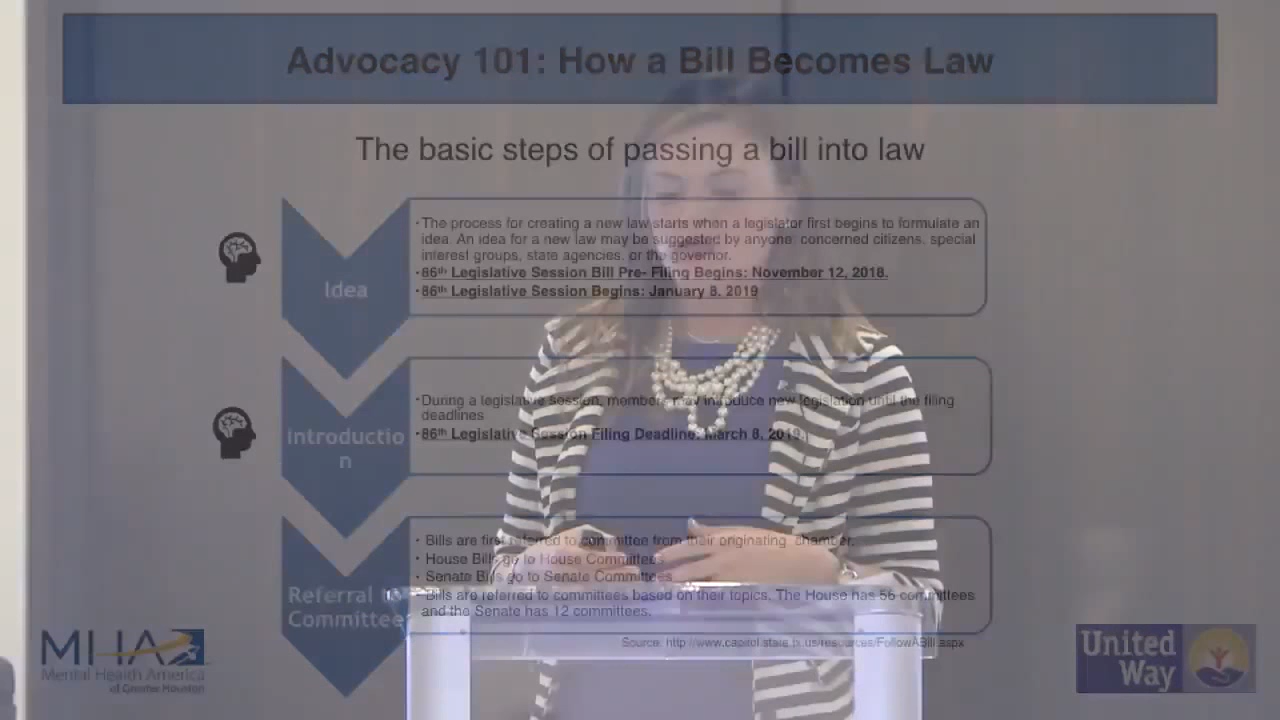 Advocacy 101: How a Bill Becomes Law
The basic steps of passing a bill into law
•The process for creating a new law starts when a legislator first begins to formulate an
idea. An idea for a new law may be suggested by anyone: concerned citizens, special
interest groups, state agencies, or the governor.
•86th Legislative Session Bill Pre- Filing Begins: November 12, 2018.
•86th Legislative Session Begins: January 8, 2019
Idea
•During a legislative session, members may introduce new legislation until the filing
deadlines
•86th Legislative Session Filing Deadline: March 8, 2019.
Introductio
n
• Bills are first referred to committee from their originating chamber.
• House Bills go to House Committees
• Senate Bills go to Senate Committees
• Bills are referred to committees based on their topics. The House has 56 committees
and the Senate has 12 committees.
Referral to
Committee
Source: http://www.capitol.state.tx.us/resources/FollowABill.aspx
MHA
Mental Health America
of Greater Houston
United
Way